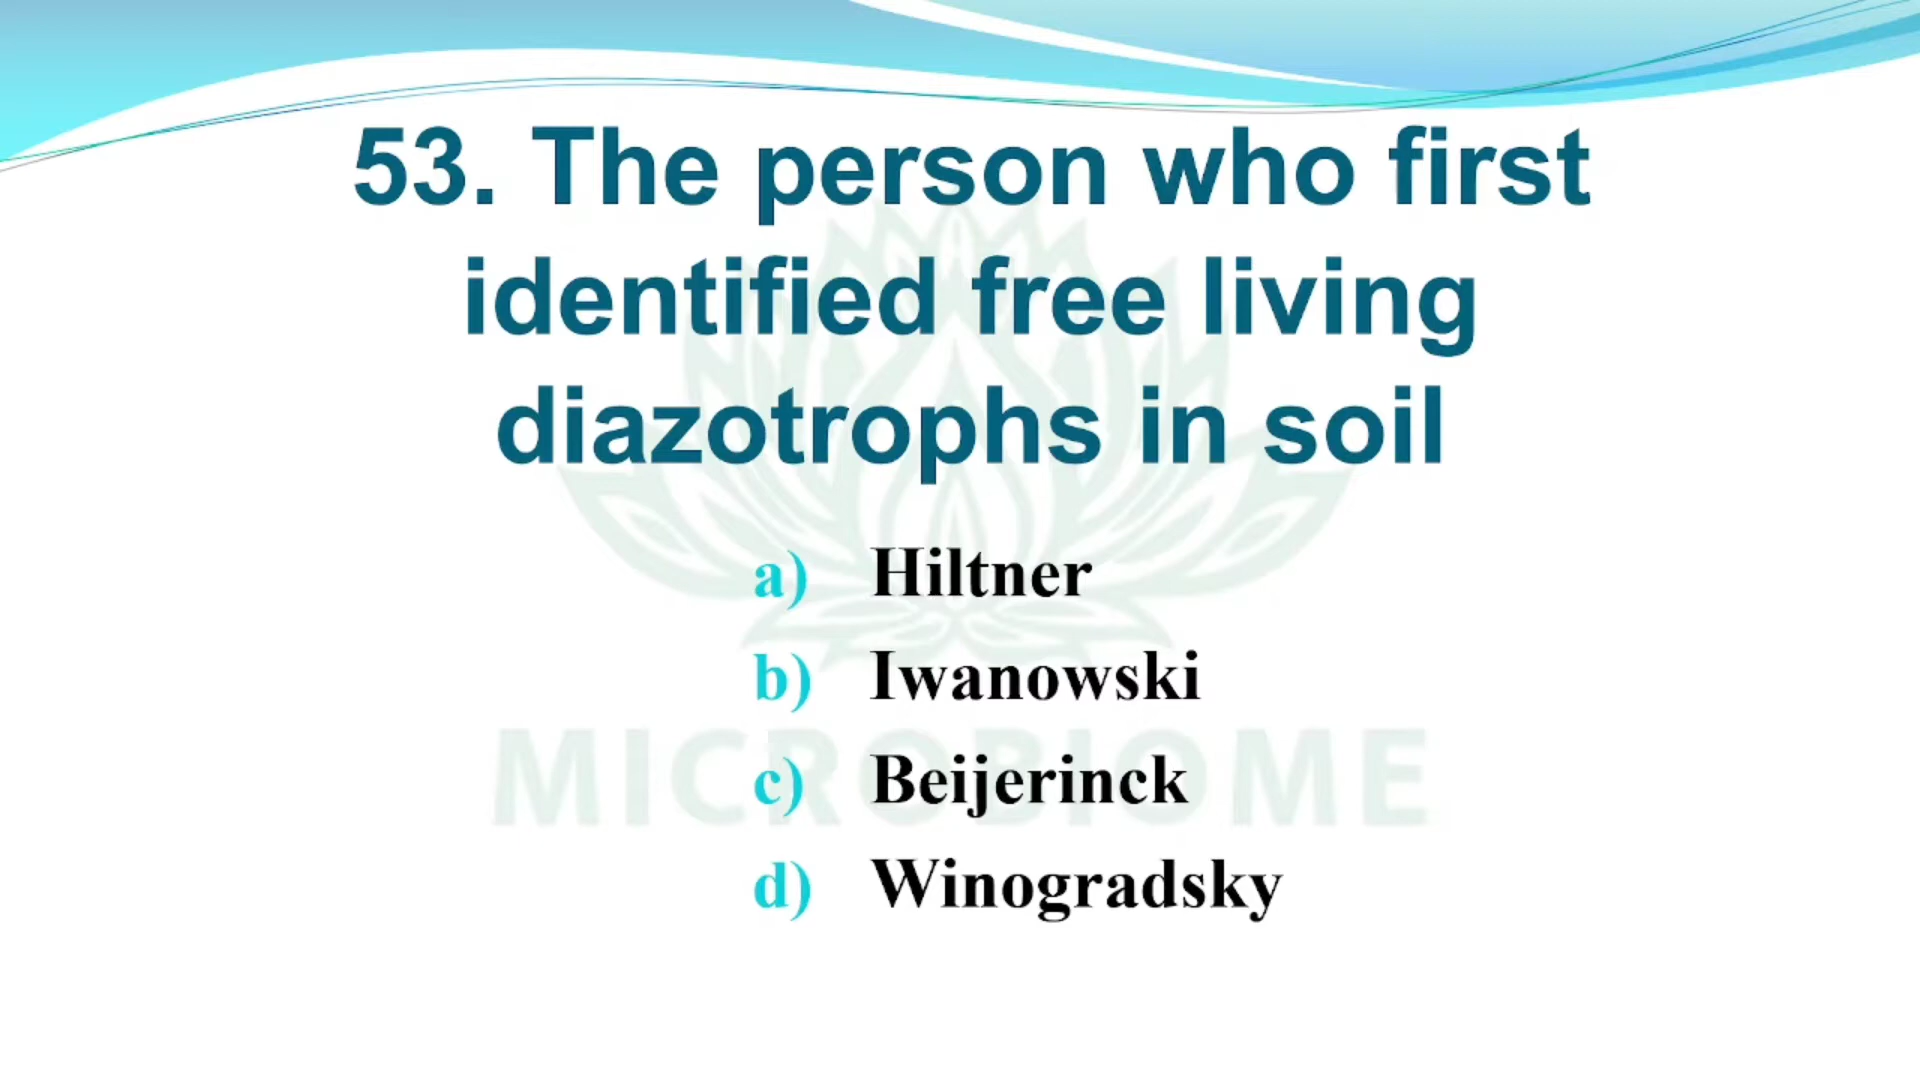 53. The person who first
identified free living
diazotrophs in soil
a) Hiltner
b) Iwanowski
MICROBIOME
c) Beijerinck
d) Winogradsky